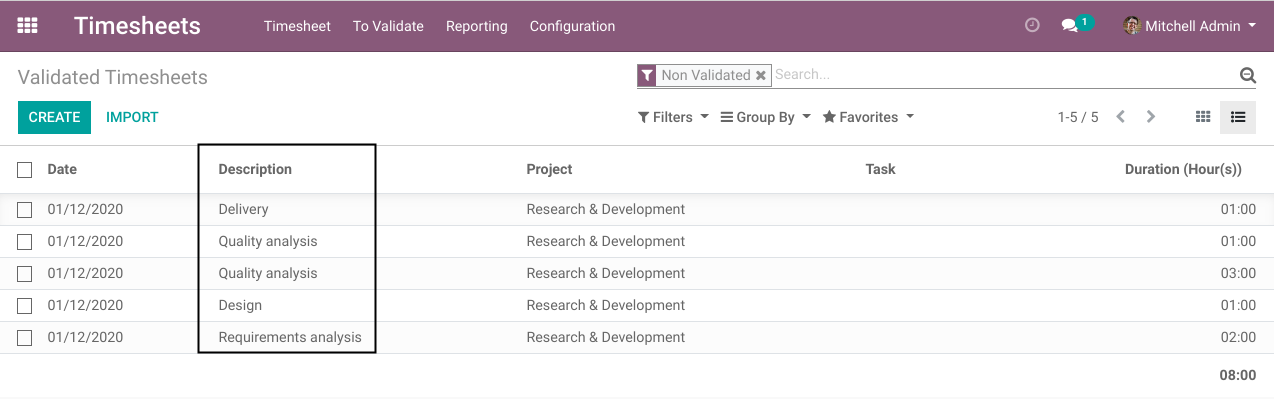 Timesheets Timesheet To Validate Reporting Configuration 1 Mitchell Admin
Validated Timesheets Non Validated Search...
CREATE IMPORT Filters Group By Favorites 1-5 / 5
Date Description Project Task Duration (Hour(s))
01/12/2020 Delivery Research & Development 01:00
01/12/2020 Quality analysis Research & Development 01:00
01/12/2020 Quality analysis Research & Development 03:00
01/12/2020 Design Research & Development 01:00
01/12/2020 Requirements analysis Research & Development 02:00
08:00